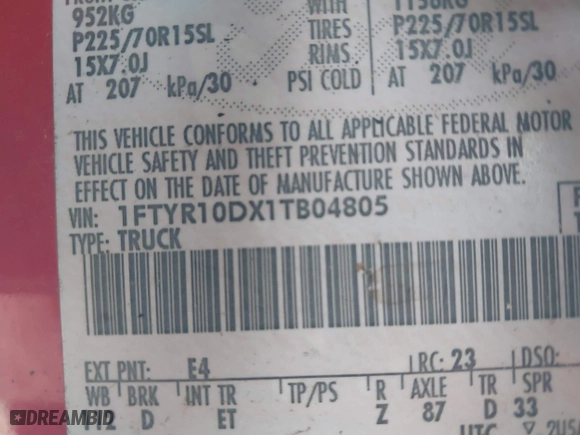 952KG WITH
P225/70R15SL TIRES P225/70R15SL
15X7.0J RIMS 15X7.0J
AT 207 kPa/30 PSI COLD AT 207 kPa/30
THIS VEHICLE CONFORMS TO ALL APPLICABLE FEDERAL MOTOR
VEHICLE SAFETY AND THEFT PREVENTION STANDARDS IN
EFFECT ON THE DATE OF MANUFACTURE SHOWN ABOVE.
VIN: 1FTYR10DX1TB04805
TYPE: TRUCK
EXT PNT: E4 RC: 23 DSO:
WB BRK INT TR TP/PS R AXLE TR SPR
112 D ET Z 87 D 33
UTC
DREAMBID